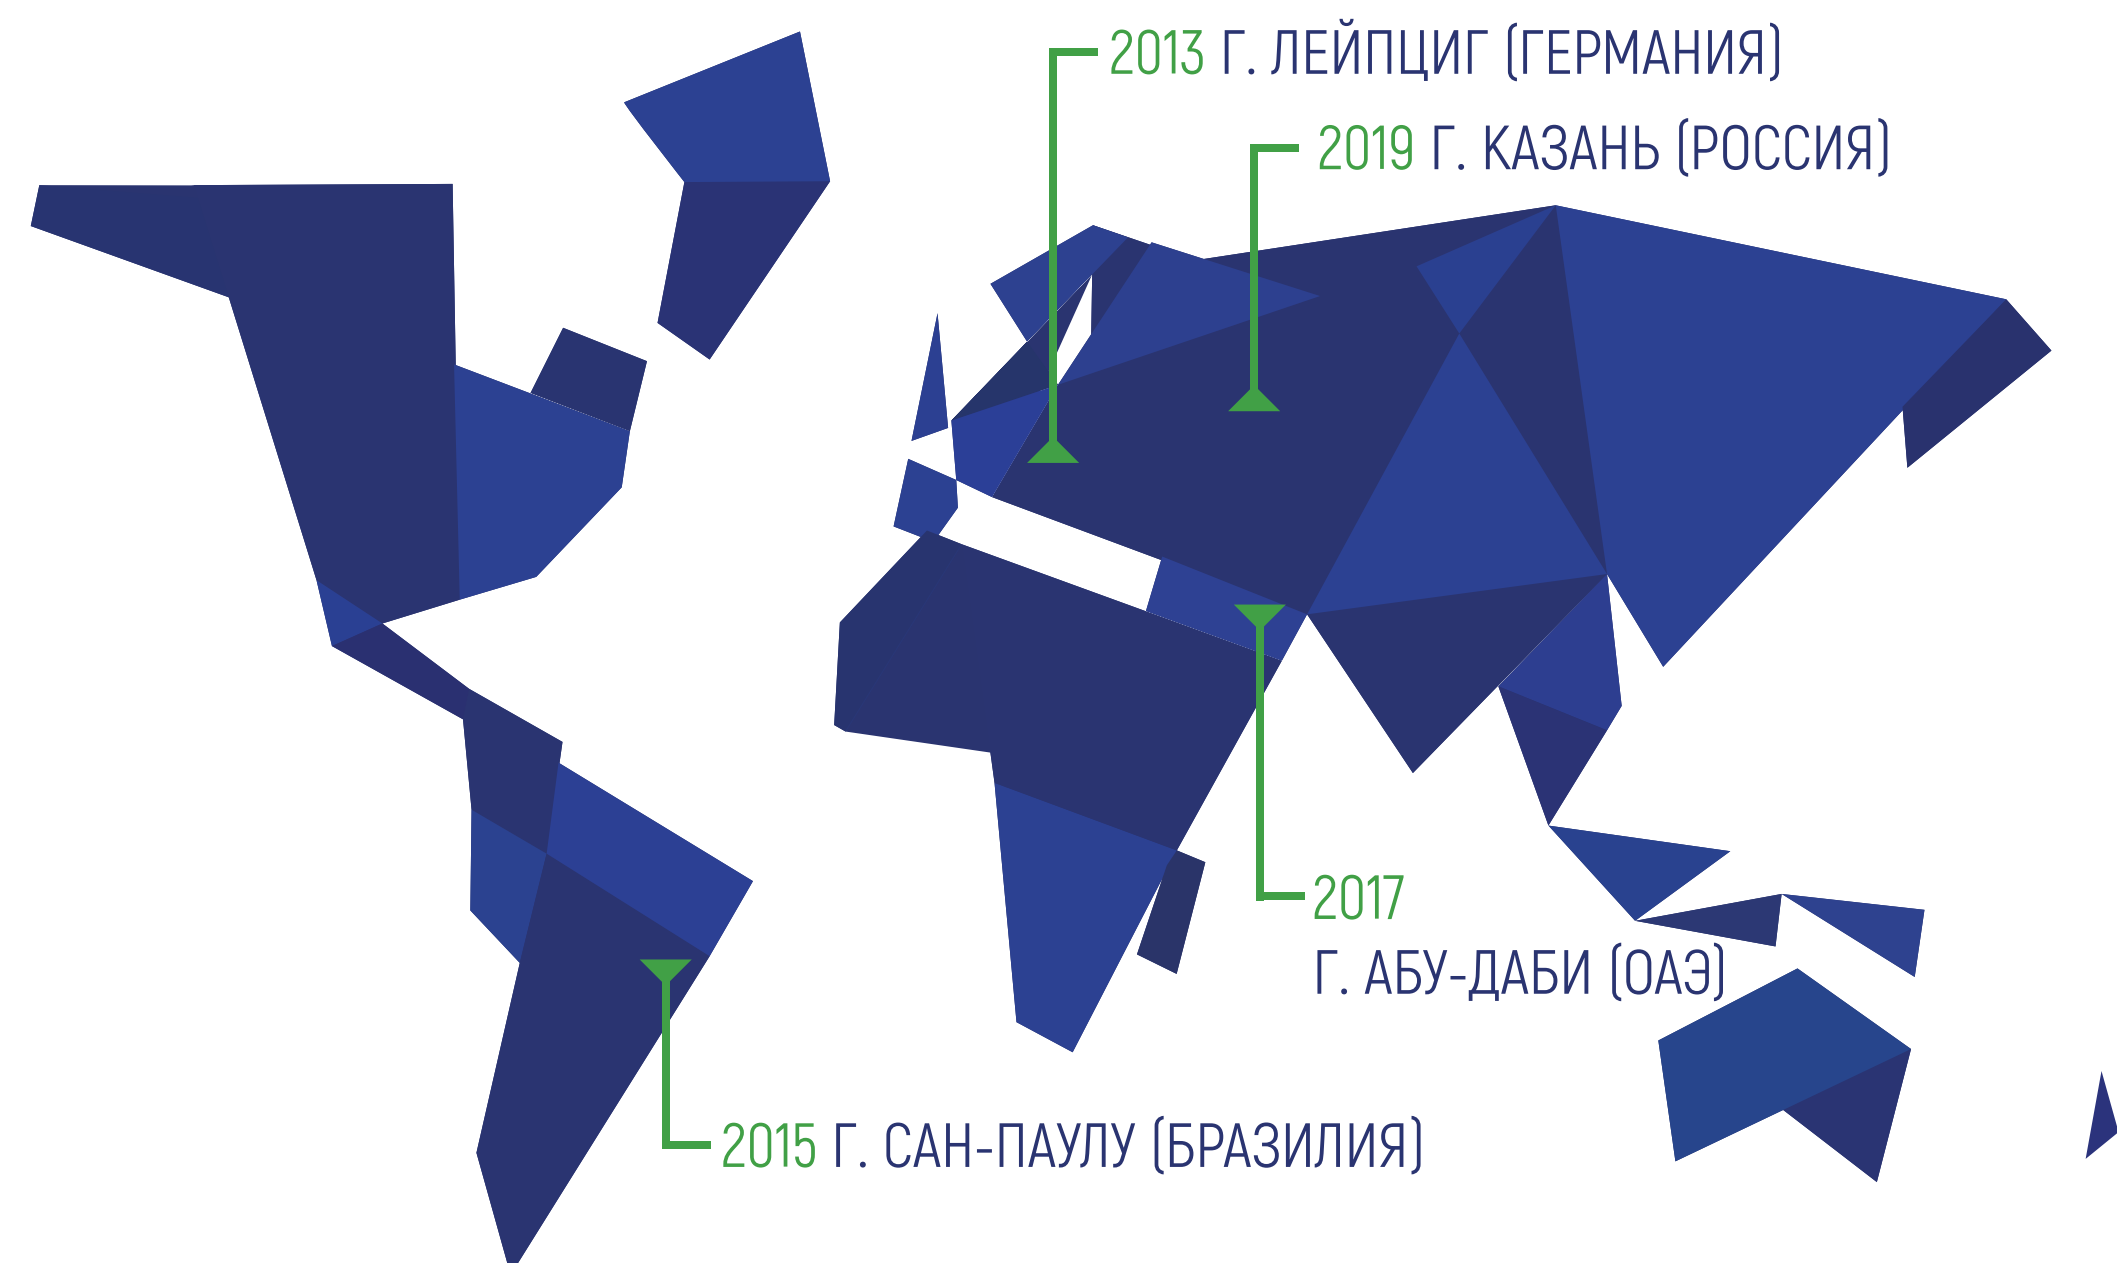 2013 Г. ЛЕЙПЦИГ (ГЕРМАНИЯ)
2019 Г. КАЗАНЬ (РОССИЯ)
2017
Г. АБУ-ДАБИ (ОАЭ)
2015 Г. САН-ПАУЛУ (БРАЗИЛИЯ)